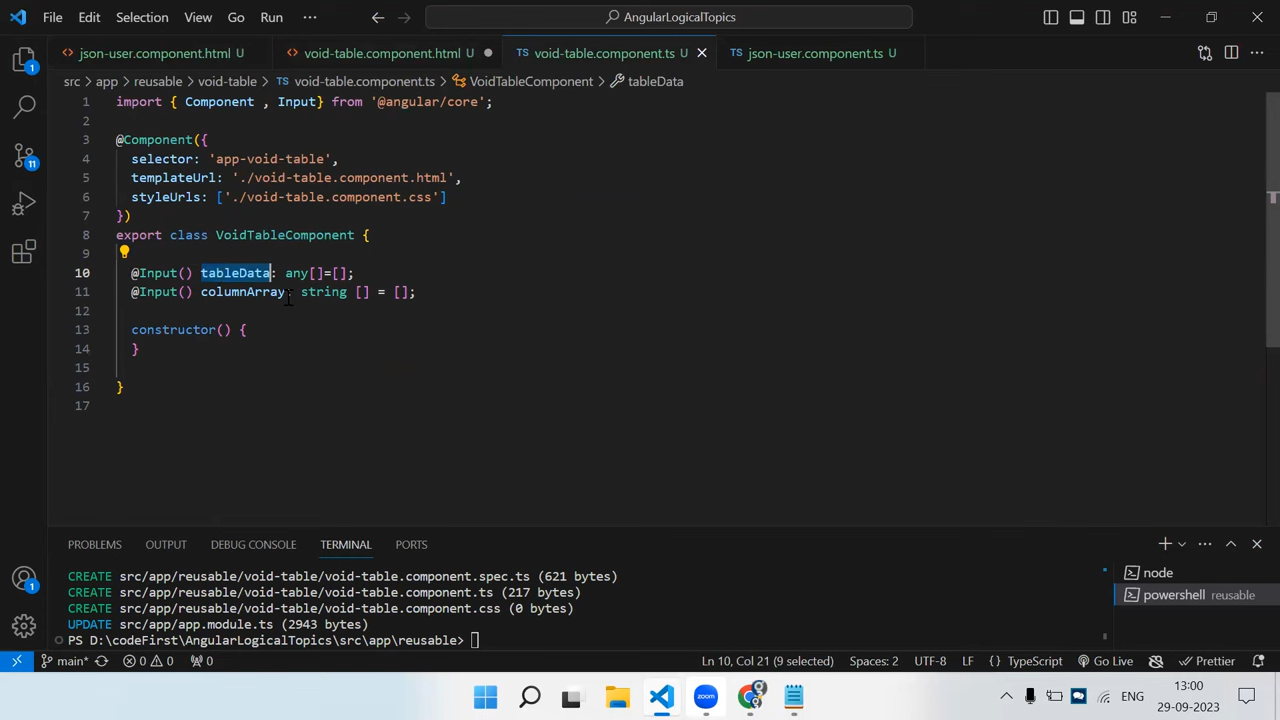 File Edit Selection View Go Run ··· AngularLogicalTopics
json-user.component.html U void-table.component.html U TS void-table.component.ts U TS json-user.component.ts U
src > app > reusable > void-table > TS void-table.component.ts > VoidTableComponent > tableData
1 import { Component , Input} from '@angular/core';
2
3 @Component({
4 selector: 'app-void-table',
5 templateUrl: './void-table.component.html',
6 styleUrls: ['./void-table.component.css']
7 })
8 export class VoidTableComponent {
9
10 @Input() tableData: any[]=[];
11 @Input() columnArray: string [] = [];
12
13 constructor() {
14 }
15
16 }
17
1
11
PROBLEMS OUTPUT DEBUG CONSOLE TERMINAL PORTS
CREATE src/app/reusable/void-table/void-table.component.spec.ts (621 bytes)
CREATE src/app/reusable/void-table/void-table.component.ts (217 bytes)
CREATE src/app/reusable/void-table/void-table.component.css (0 bytes)
UPDATE src/app/app.module.ts (2943 bytes)
PS D:\codeFirst\AngularLogicalTopics\src\app\reusable>
node
powershell reusable
1
main* 0 0 0 Ln 10, Col 21 (9 selected) Spaces: 2 UTF-8 LF {} TypeScript Go Live Prettier
zoom ENG 13:00
29-09-2023